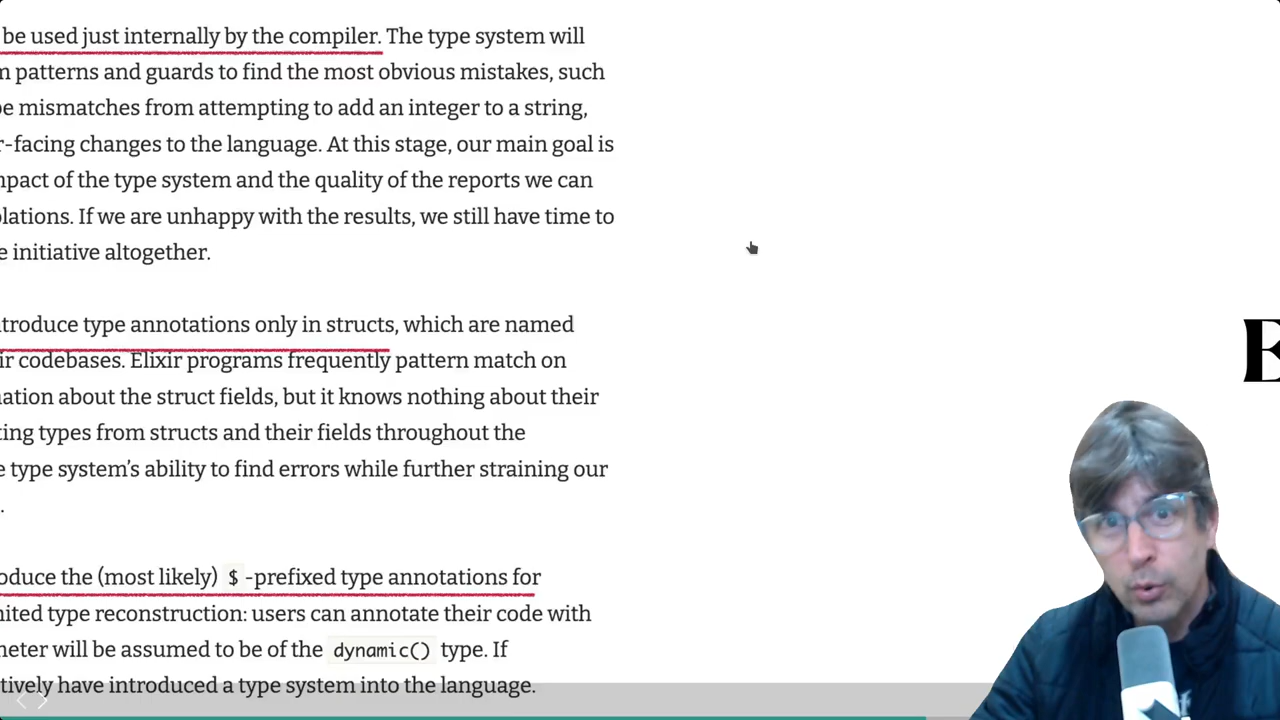 be used just internally by the compiler. The type system will
m patterns and guards to find the most obvious mistakes, such
pe mismatches from attempting to add an integer to a string,
r-facing changes to the language. At this stage, our main goal is
mpact of the type system and the quality of the reports we can
olations. If we are unhappy with the results, we still have time to
e initiative altogether.
ntroduce type annotations only in structs, which are named
ir codebases. Elixir programs frequently pattern match on
nation about the struct fields, but it knows nothing about their
ting types from structs and their fields throughout the
e type system's ability to find errors while further straining our
.
oduce the (most likely) $ -prefixed type annotations for
mited type reconstruction: users can annotate their code with
meter will be assumed to be of the dynamic() type. If
tively have introduced a type system into the language.
E